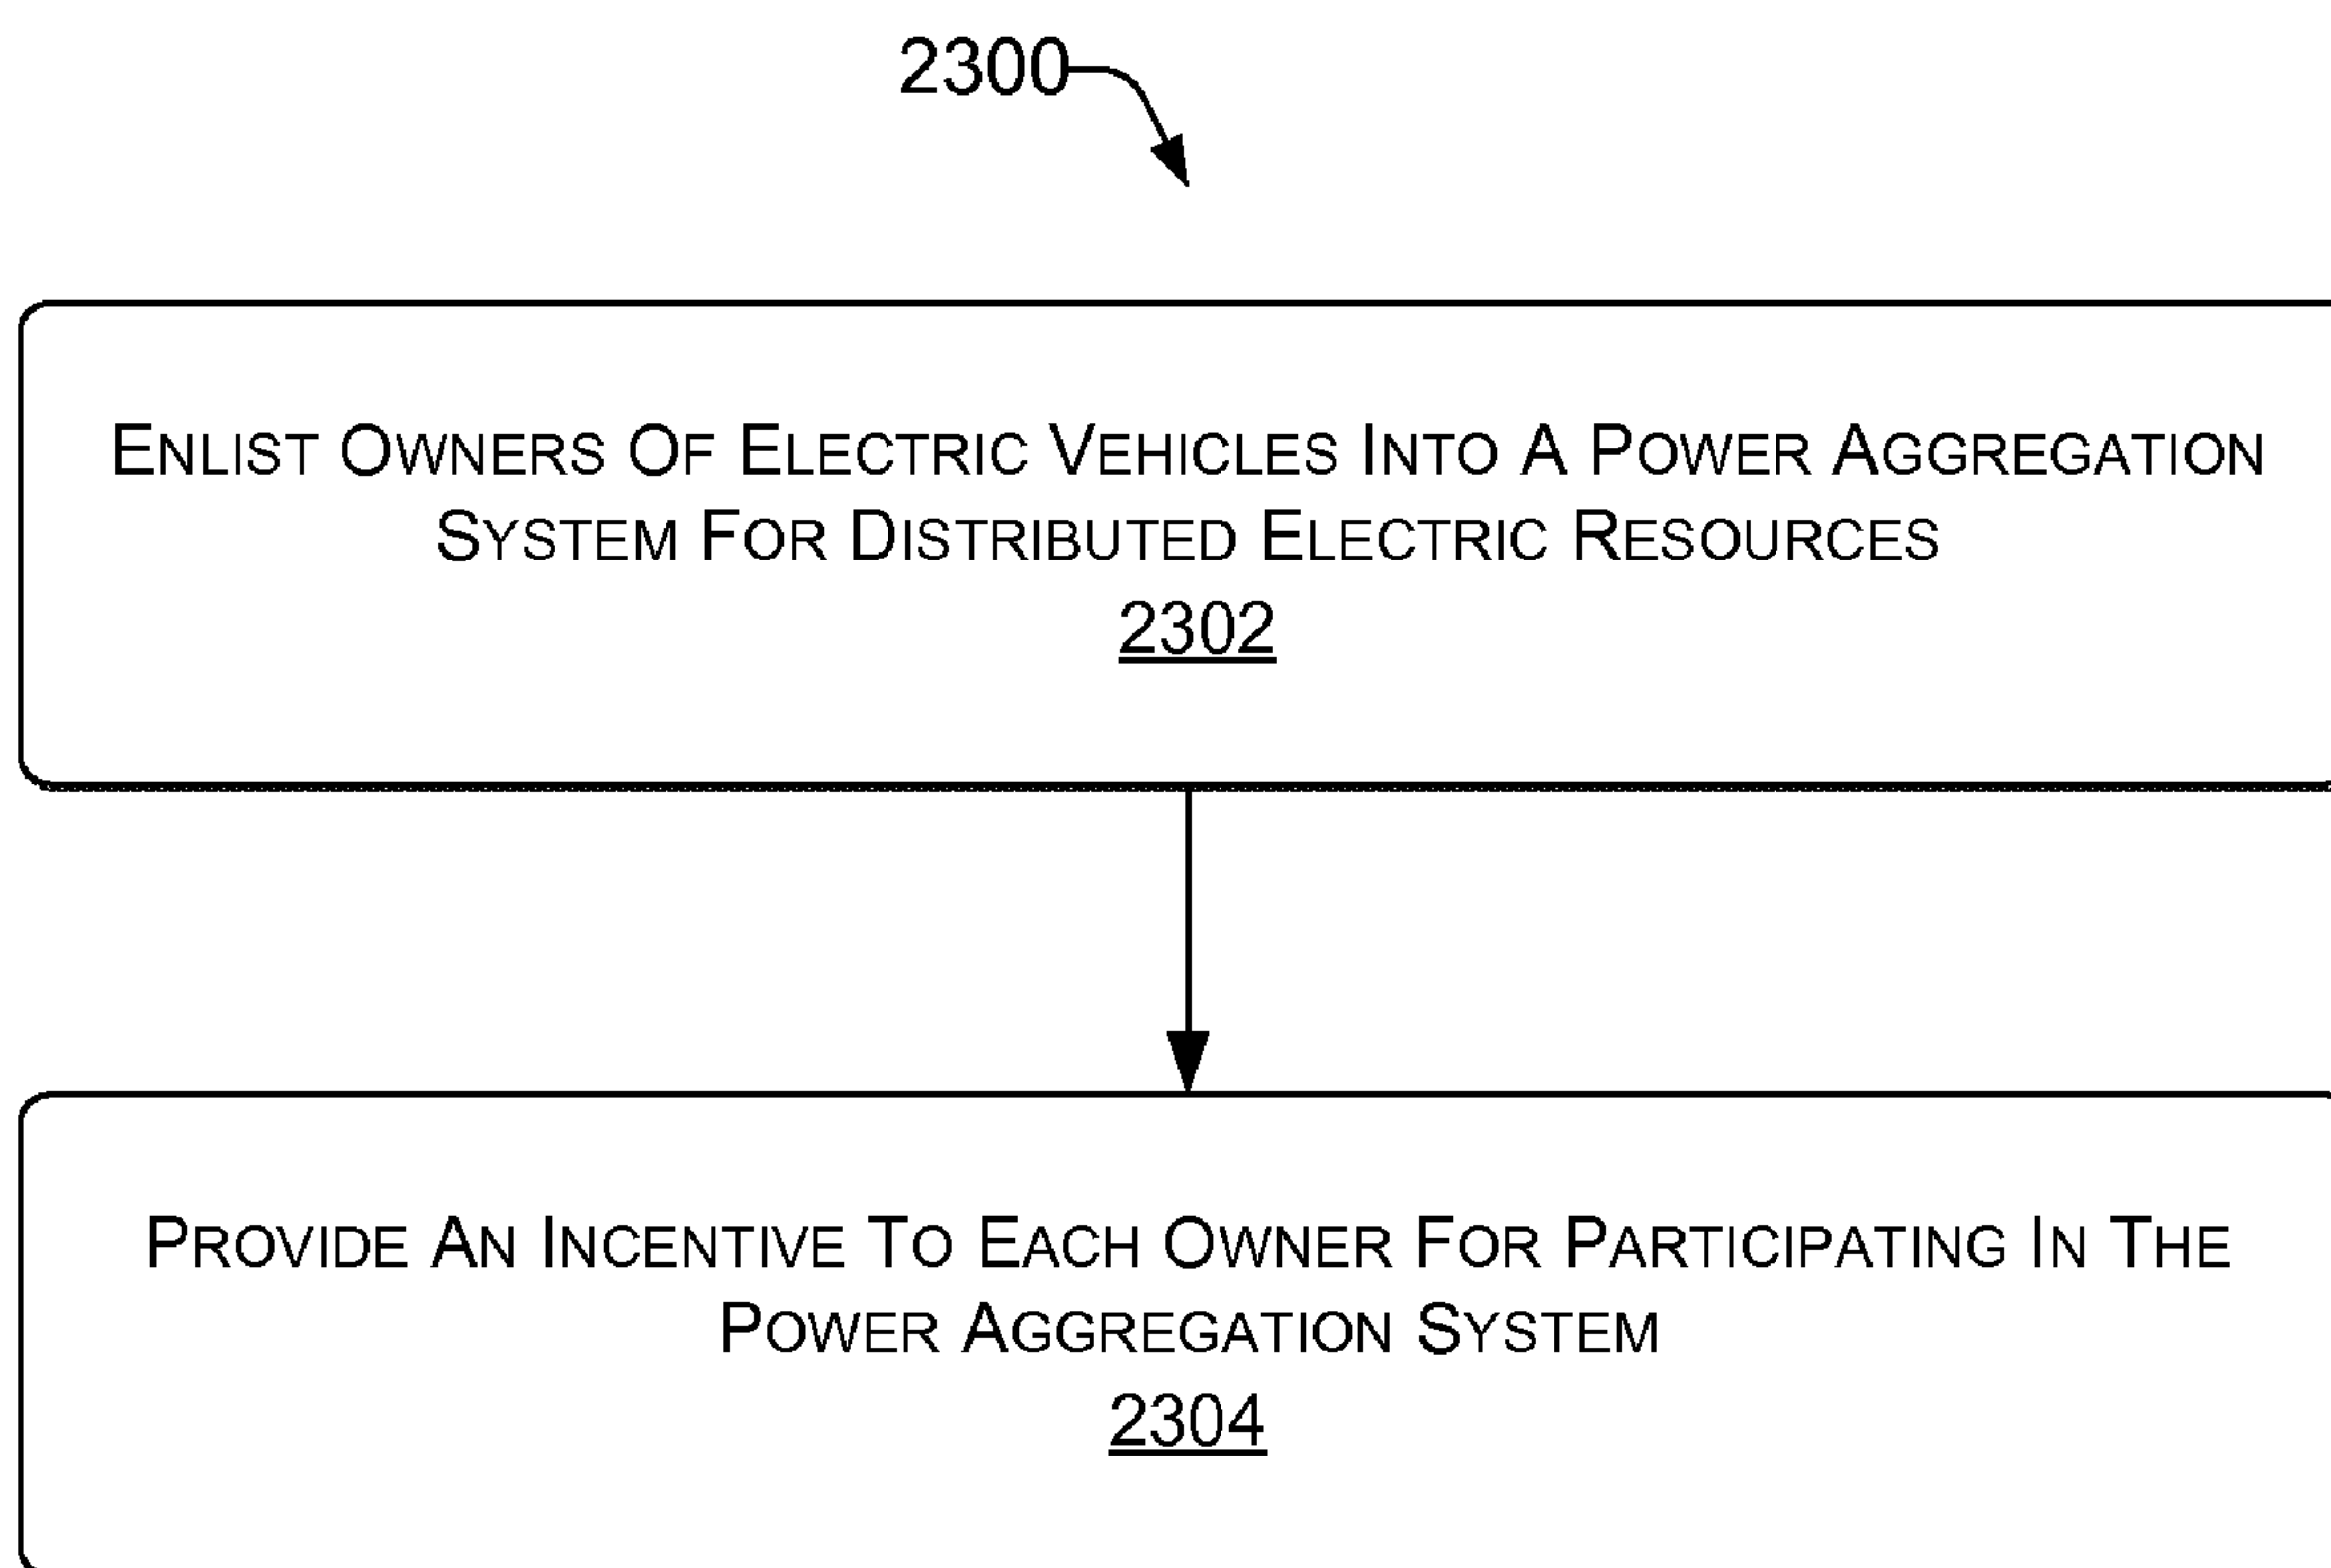 2300
ENLIST OWNERS OF ELECTRIC VEHICLES INTO A POWER AGGREGATION
SYSTEM FOR DISTRIBUTED ELECTRIC RESOURCES
2302
PROVIDE AN INCENTIVE TO EACH OWNER FOR PARTICIPATING IN THE
POWER AGGREGATION SYSTEM
2304